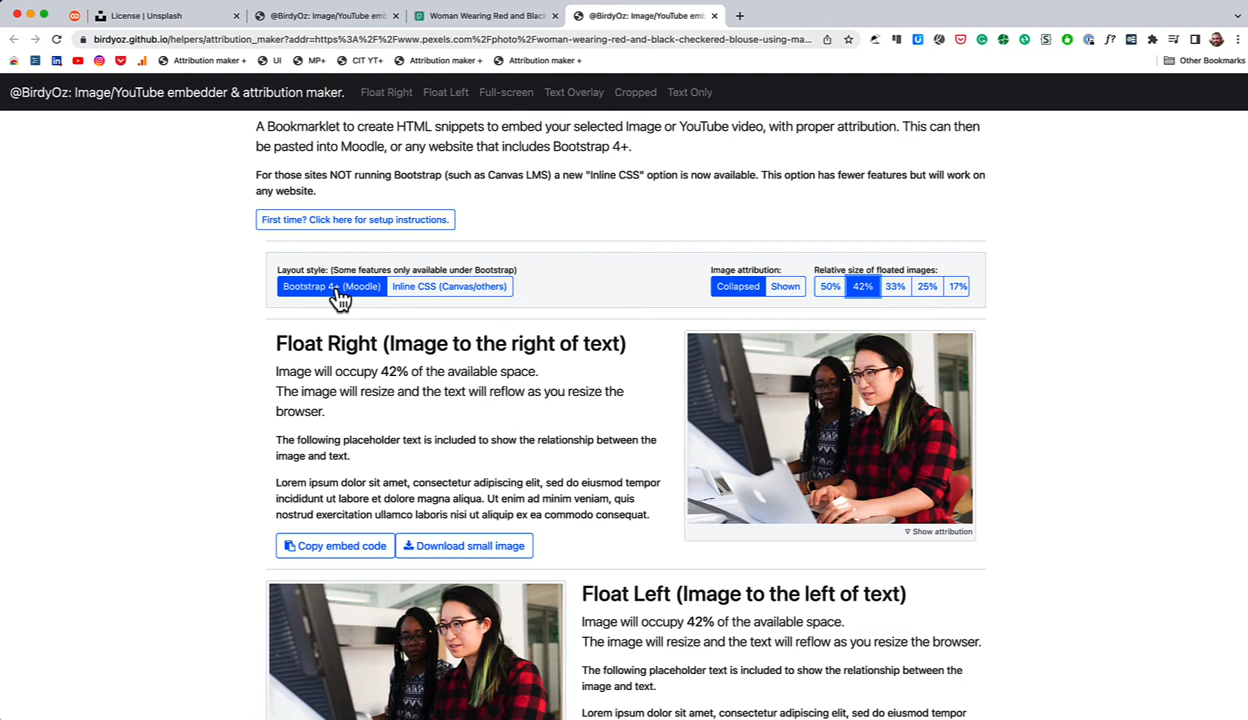 License | Unsplash
@BirdyOz: Image/YouTube emb
Woman Wearing Red and Black
@BirdyOz: Image/YouTube emb
birdyoz.github.io/helpers/attribution_maker?addr=https%3A%2F%2Fwww.pexels.com%2Fphoto%2Fwoman-wearing-red-and-black-checkered-blouse-using-ma...
Attribution maker +
UI
MP+
CIT YT+
Attribution maker +
Attribution maker +
Other Bookmarks
@BirdyOz: Image/YouTube embedder & attribution maker.
Float Right
Float Left
Full-screen
Text Overlay
Cropped
Text Only
A Bookmarklet to create HTML snippets to embed your selected Image or YouTube video, with proper attribution. This can then
be pasted into Moodle, or any website that includes Bootstrap 4+.
For those sites NOT running Bootstrap (such as Canvas LMS) a new "Inline CSS" option is now available. This option has fewer features but will work on
any website.
First time? Click here for setup instructions.
Layout style: (Some features only available under Bootstrap)
Bootstrap 4+ (Moodle)
Inline CSS (Canvas/others)
Image attribution:
Collapsed
Shown
Relative size of floated images:
50%
42%
33%
25%
17%
Float Right (Image to the right of text)
Image will occupy 42% of the available space.
The image will resize and the text will reflow as you resize the
browser.
The following placeholder text is included to show the relationship between the
image and text.
Lorem ipsum dolor sit amet, consectetur adipiscing elit, sed do eiusmod tempor
incididunt ut labore et dolore magna aliqua. Ut enim ad minim veniam, quis
nostrud exercitation ullamco laboris nisi ut aliquip ex ea commodo consequat.
▽ Show attribution
Copy embed code
Download small image
Float Left (Image to the left of text)
Image will occupy 42% of the available space.
The image will resize and the text will reflow as you resize the browser.
The following placeholder text is included to show the relationship between the
image and text.
Lorem ipsum dolor sit amet, consectetur adipiscing elit, sed do eiusmod tempor